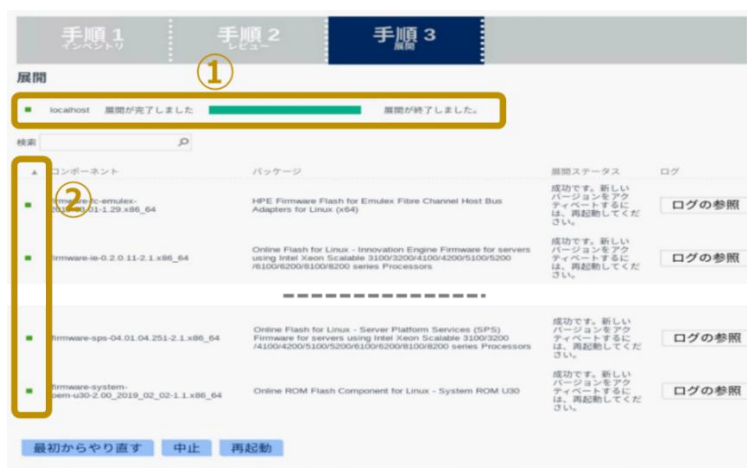 手順 1
インベントリ
手順 2
レビュー
手順 3
展開
①
展開
localhost 展開が完了しました 展開が終了しました。
検索
②
コンポーネント パッケージ 展開ステータス ログ
HPE Firmware Flash for Emulex Fibre Channel Host Bus
Adapters for Linux (x64)
成功です。新しい
バージョンをアク
ティベートするに
は、再起動してくだ
さい。
ログの参照
firmware-ie-0.2.0.11-2.1.x86_64
Online Flash for Linux - Innovation Engine Firmware for servers
using Intel Xeon Scalable 3100/3200/4100/4200/5100/5200
/6100/6200/8100/8200 series Processors
成功です。新しい
バージョンをアク
ティベートするに
は、再起動してくだ
さい。
ログの参照
firmware-sps-04.01.04.251-2.1.x86_64
Online Flash for Linux - Server Platform Services (SPS)
Firmware for servers using Intel Xeon Scalable 3100/3200
/4100/4200/5100/5200/6100/6200/8100/8200 series Processors
成功です。新しい
バージョンをアク
ティベートするに
は、再起動してくだ
さい。
ログの参照
firmware-system-
pem-u30-2.00_2019_02_02-1.1.x86_64
Online ROM Flash Component for Linux - System ROM U30
成功です。新しい
バージョンをアク
ティベートするに
は、再起動してくだ
さい。
ログの参照
最初からやり直す 中止 再起動